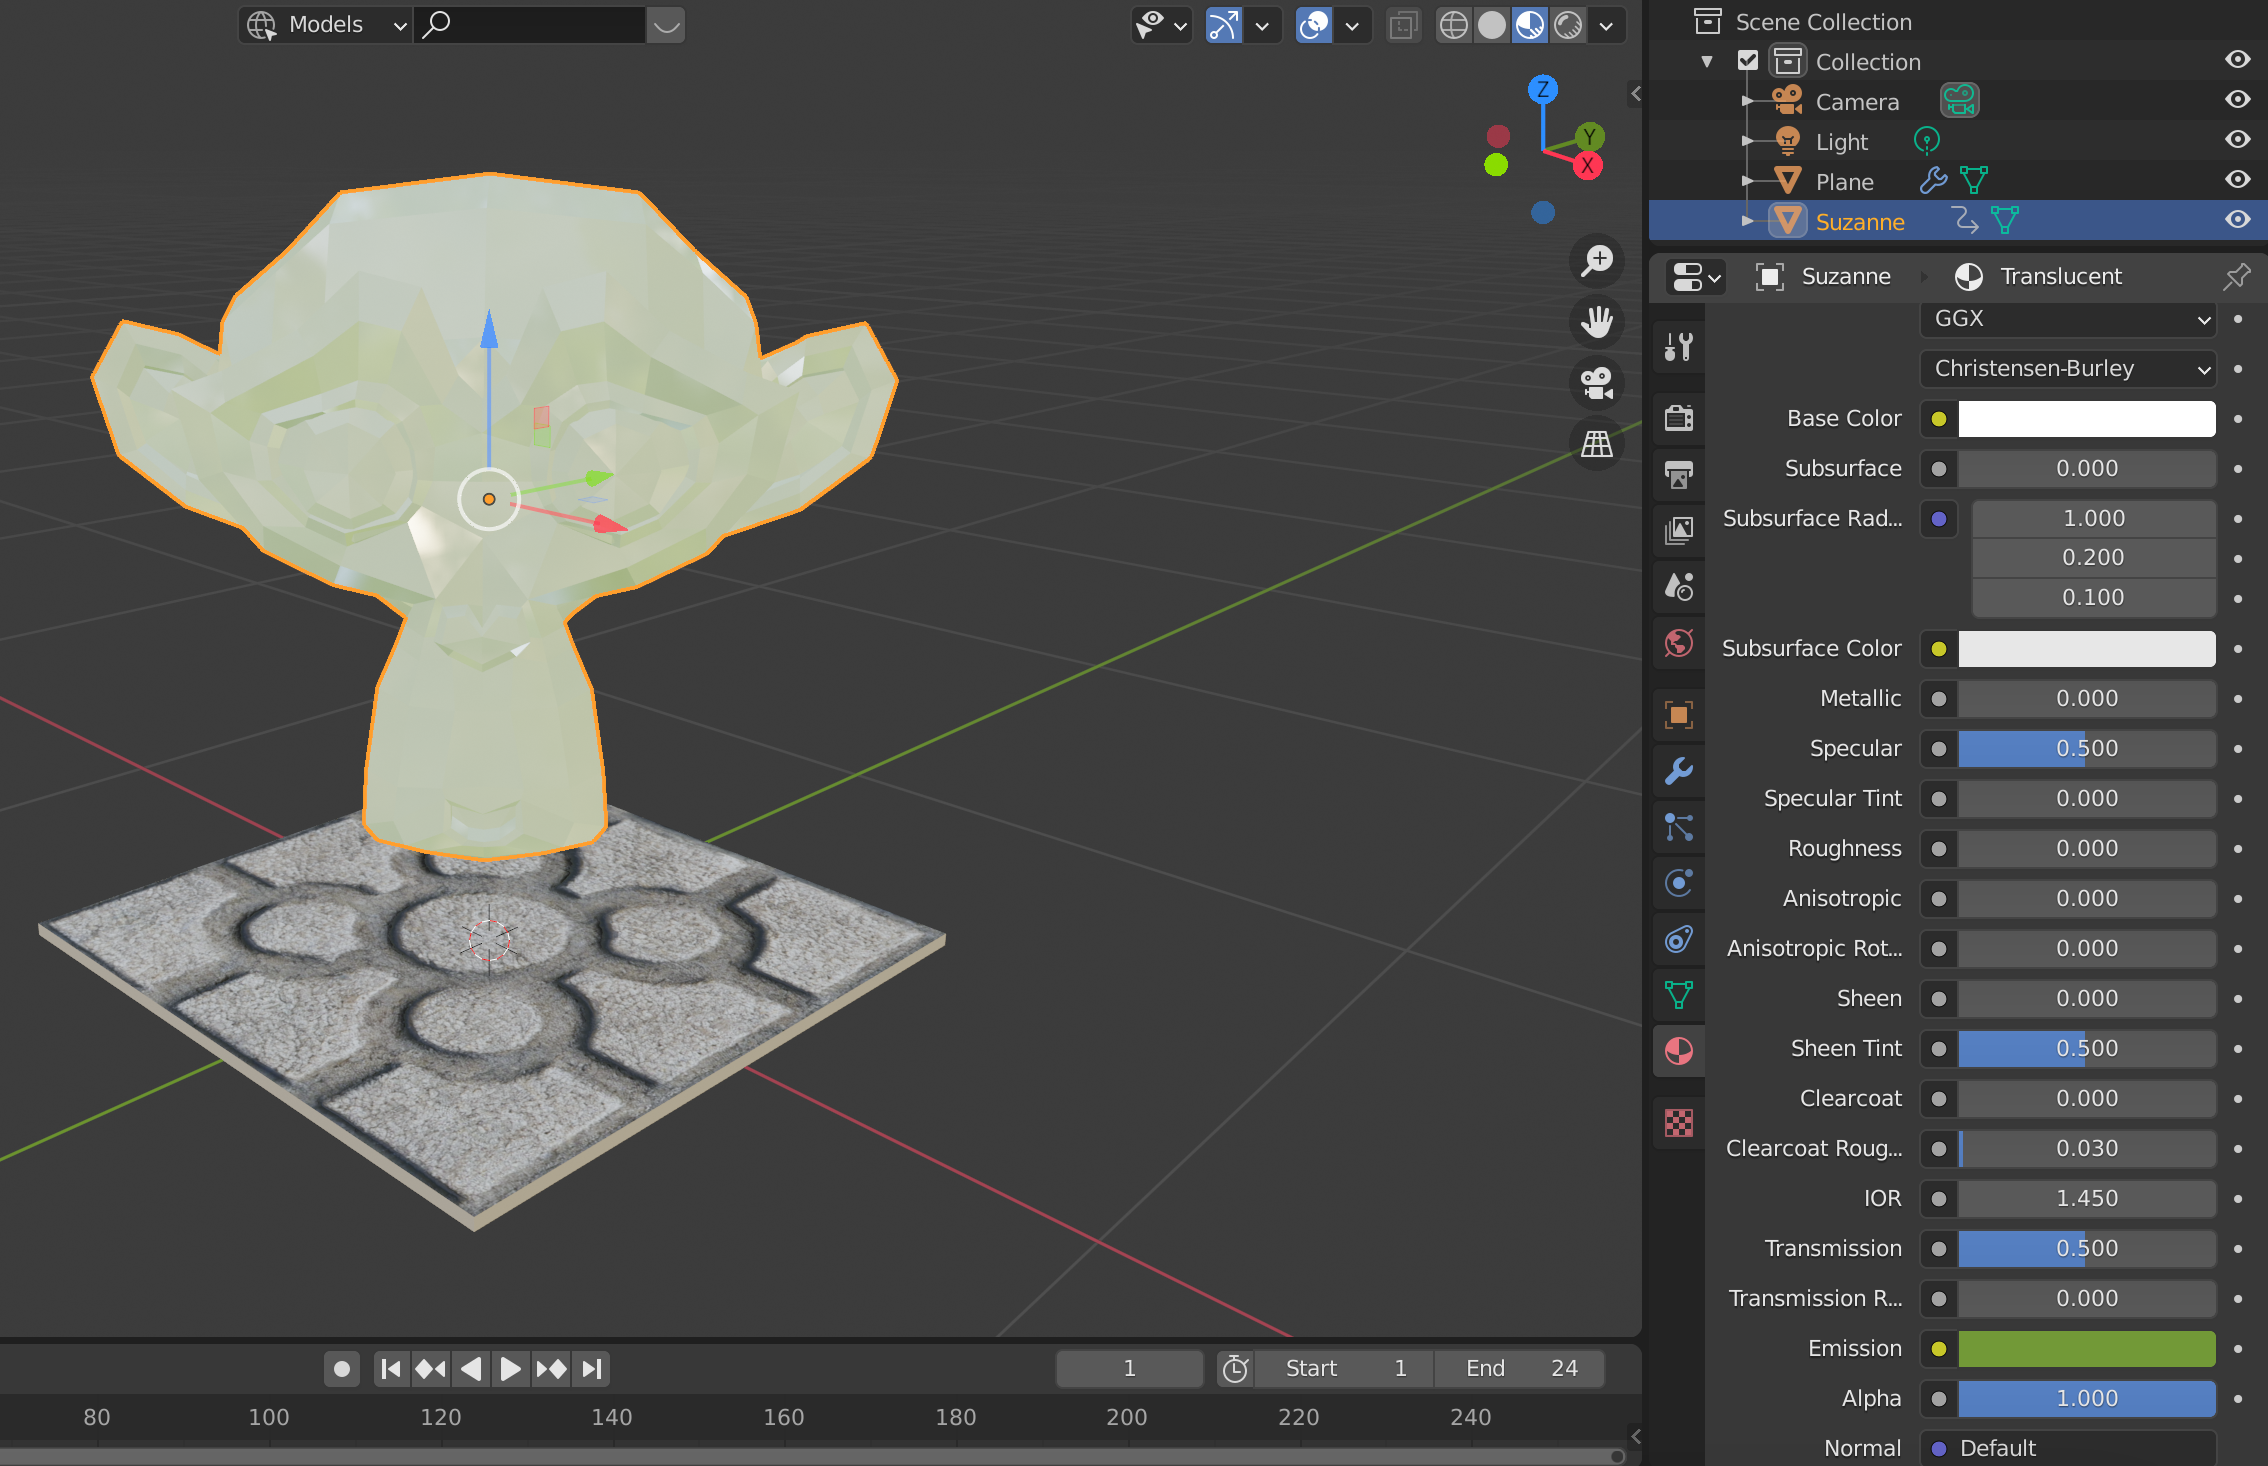 Models
Z
Y
X
Scene Collection
Collection
Camera
Light
Plane
Suzanne
Suzanne
Translucent
GGX
Christensen-Burley
Base Color
Subsurface 0.000
Subsurface Rad... 1.000
0.200
0.100
Subsurface Color
Metallic 0.000
Specular 0.500
Specular Tint 0.000
Roughness 0.000
Anisotropic 0.000
Anisotropic Rot... 0.000
Sheen 0.000
Sheen Tint 0.500
Clearcoat 0.000
Clearcoat Roug... 0.030
IOR 1.450
Transmission 0.500
Transmission R... 0.000
Emission
Alpha 1.000
Normal Default
1 Start 1 End 24
80 100 120 140 160 180 200 220 240